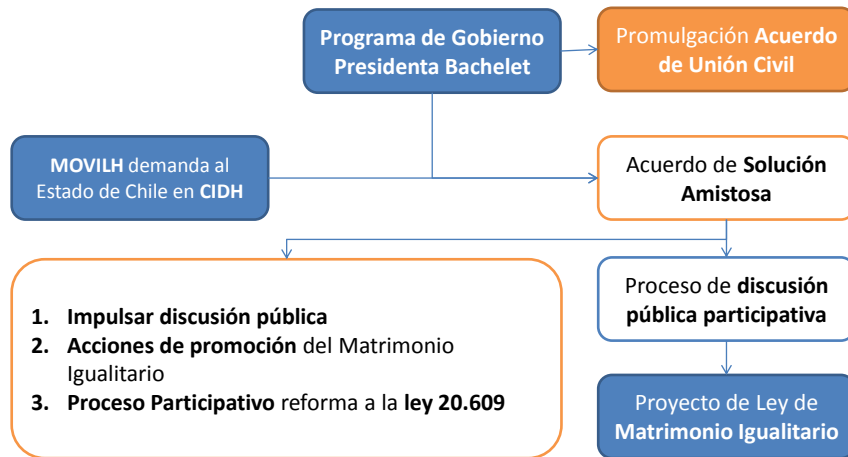 Programa de Gobierno
Presidenta Bachelet
Promulgación Acuerdo
de Unión Civil
MOVILH demanda al
Estado de Chile en CIDH
Acuerdo de Solución
Amistosa
1. Impulsar discusión pública
2. Acciones de promoción del Matrimonio
Igualitario
3. Proceso Participativo reforma a la ley 20.609
Proceso de discusión
pública participativa
Proyecto de Ley de
Matrimonio Igualitario